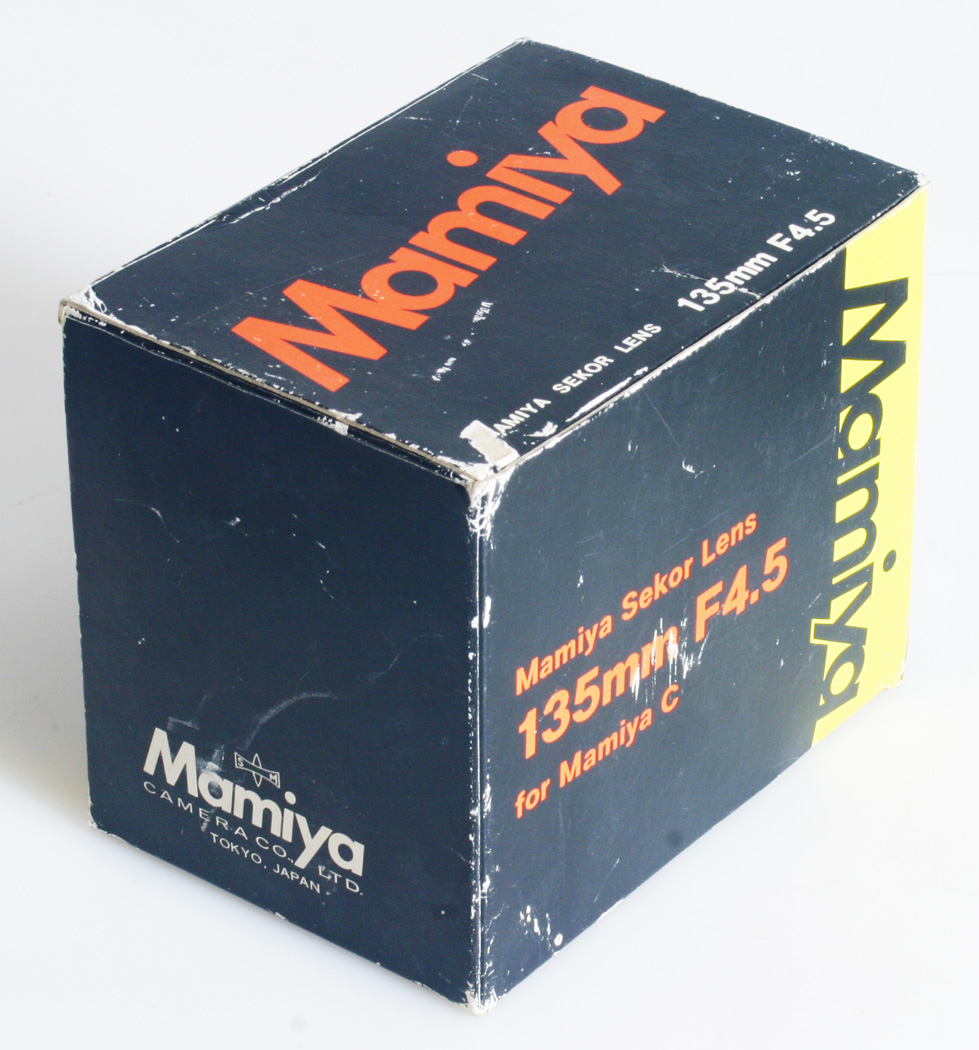 Mamiya
AMIYA SEKOR LENS 135mm F4.5
Mamiya Sekor Lens
135mm F4.5
for Mamiya C
Mamiya
S M
Mamiya
CAMERA CO., LTD.
TOKYO, JAPAN